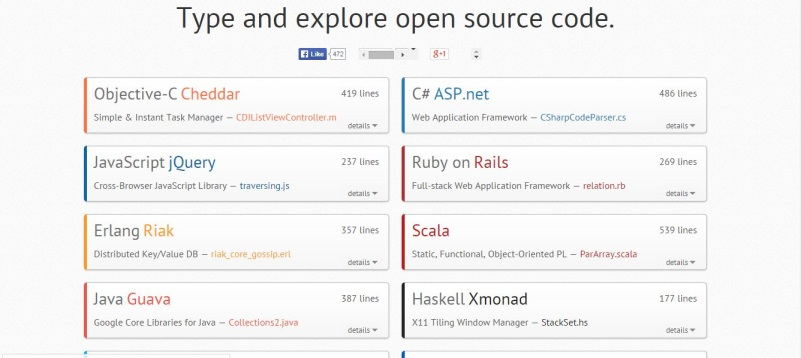 Type and explore open source code.
Like 472
g+1
Objective-C Cheddar 419 lines
Simple & Instant Task Manager — CDIListViewController.m
details
C# ASP.net 486 lines
Web Application Framework — CSharpCodeParser.cs
details
JavaScript jQuery 237 lines
Cross-Browser JavaScript Library — traversing.js
details
Ruby on Rails 269 lines
Full-stack Web Application Framework — relation.rb
details
Erlang Riak 357 lines
Distributed Key/Value DB — riak_core_gossip.erl
details
Scala 539 lines
Static, Functional, Object-Oriented PL — ParArray.scala
details
Java Guava 387 lines
Google Core Libraries for Java — Collections2.java
details
Haskell Xmonad 177 lines
X11 Tiling Window Manager — StackSet.hs
details